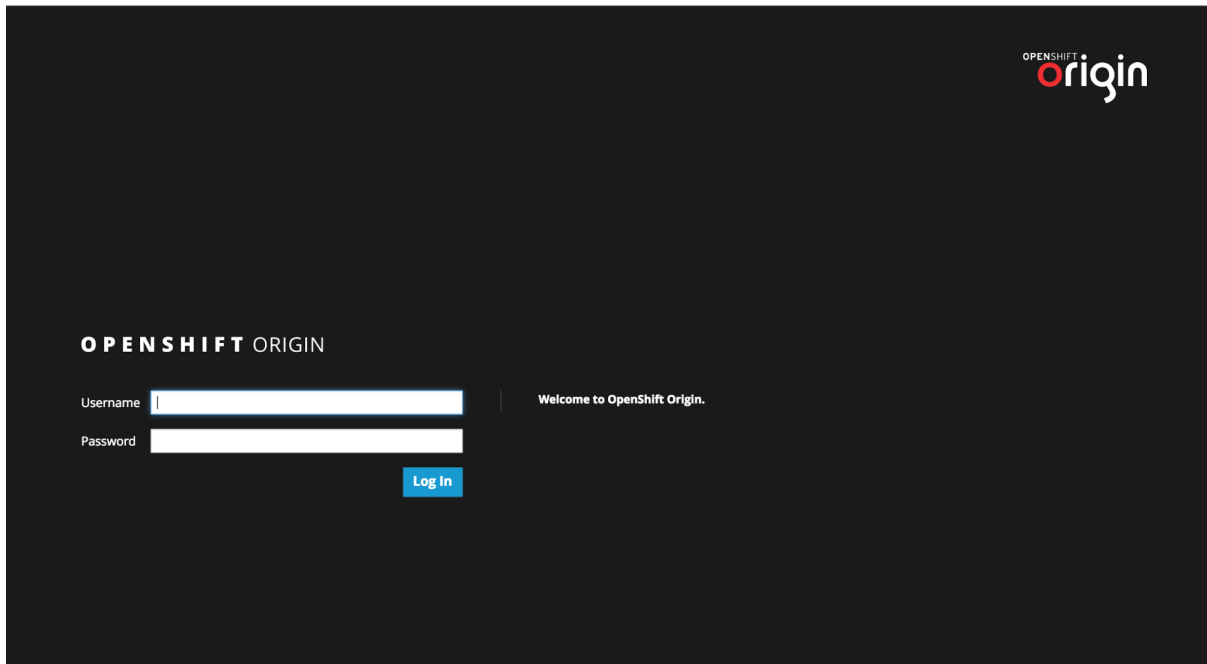 OPENSHIFT
origin
OPENSHIFT ORIGIN
Username
Welcome to OpenShift Origin.
Password
Log In